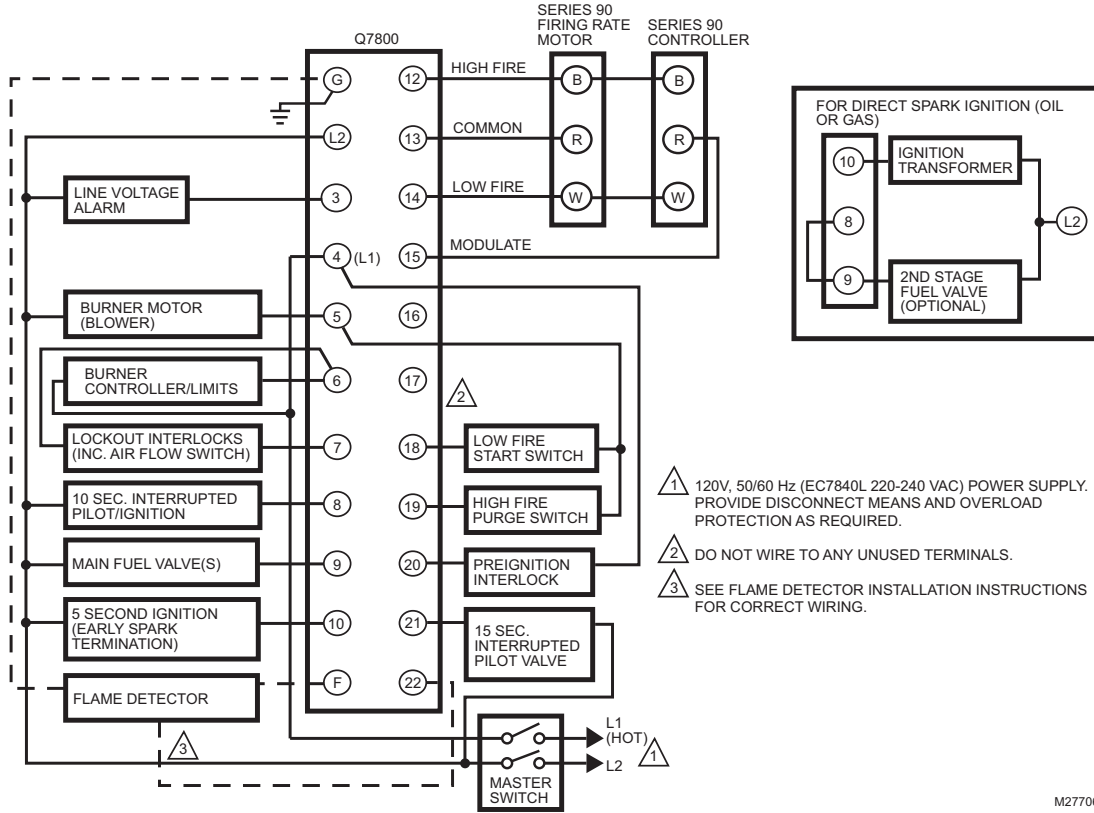 Q7800
SERIES 90
FIRING RATE
MOTOR
SERIES 90
CONTROLLER
G
L2
3
4
(L1)
5
6
7
8
9
10
F
12
13
14
15
16
17
18
19
20
21
22
HIGH FIRE
COMMON
LOW FIRE
MODULATE
B
R
W
B
R
W
LINE VOLTAGE
ALARM
BURNER MOTOR
(BLOWER)
BURNER
CONTROLLER/LIMITS
LOCKOUT INTERLOCKS
(INC. AIR FLOW SWITCH)
10 SEC. INTERRUPTED
PILOT/IGNITION
MAIN FUEL VALVE(S)
5 SECOND IGNITION
(EARLY SPARK
TERMINATION)
FLAME DETECTOR
3
2
LOW FIRE
START SWITCH
HIGH FIRE
PURGE SWITCH
PREIGNITION
INTERLOCK
15 SEC.
INTERRUPTED
PILOT VALVE
MASTER
SWITCH
L1
(HOT)
L2
1
FOR DIRECT SPARK IGNITION (OIL
OR GAS)
10
8
9
IGNITION
TRANSFORMER
2ND STAGE
FUEL VALVE
(OPTIONAL)
L2
1 120V, 50/60 Hz (EC7840L 220-240 VAC) POWER SUPPLY.
PROVIDE DISCONNECT MEANS AND OVERLOAD
PROTECTION AS REQUIRED.
2 DO NOT WIRE TO ANY UNUSED TERMINALS.
3 SEE FLAME DETECTOR INSTALLATION INSTRUCTIONS
FOR CORRECT WIRING.